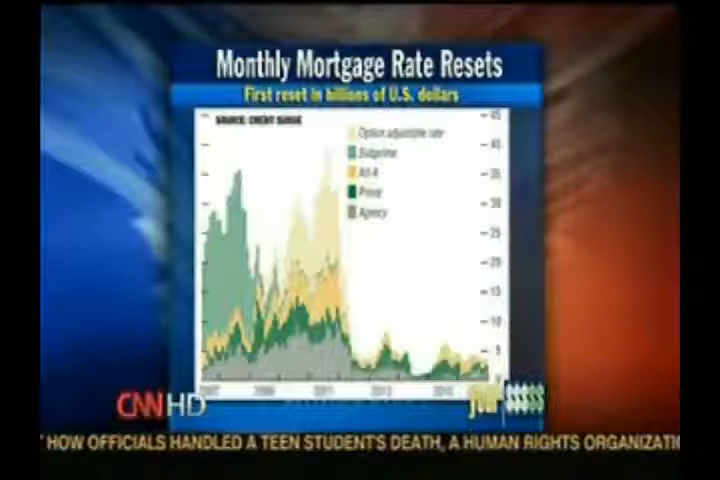 Monthly Mortgage Rate Resets
First reset in billions of U.S. dollars
SOURCE: CREDIT SUISSE
45
Option adjustable rate
40
Subprime
35
Alt-A
30
Prime
Agency
25
20
15
10
5
0
2007
2011
2013
CNN HD
$$$$$
HOW OFFICIALS HANDLED A TEEN STUDENT'S DEATH, A HUMAN RIGHTS ORGANIZATI